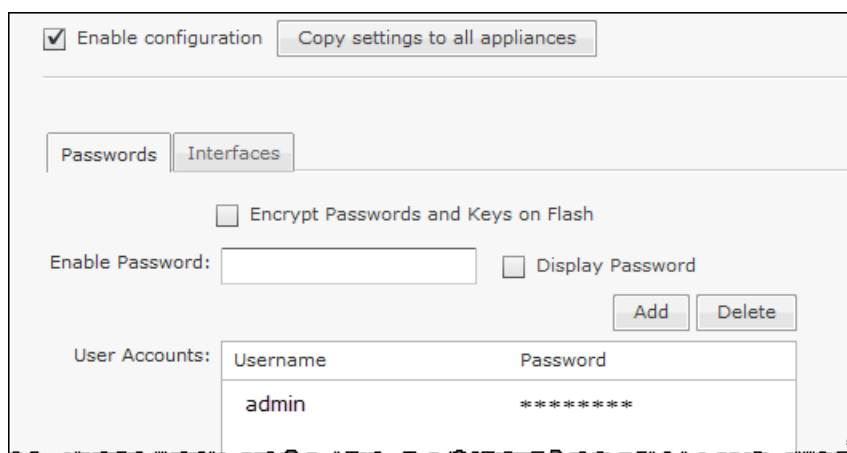 Enable configuration Copy settings to all appliances
Passwords Interfaces
Encrypt Passwords and Keys on Flash
Enable Password: Display Password
Add Delete
User Accounts: Username Password
admin ********